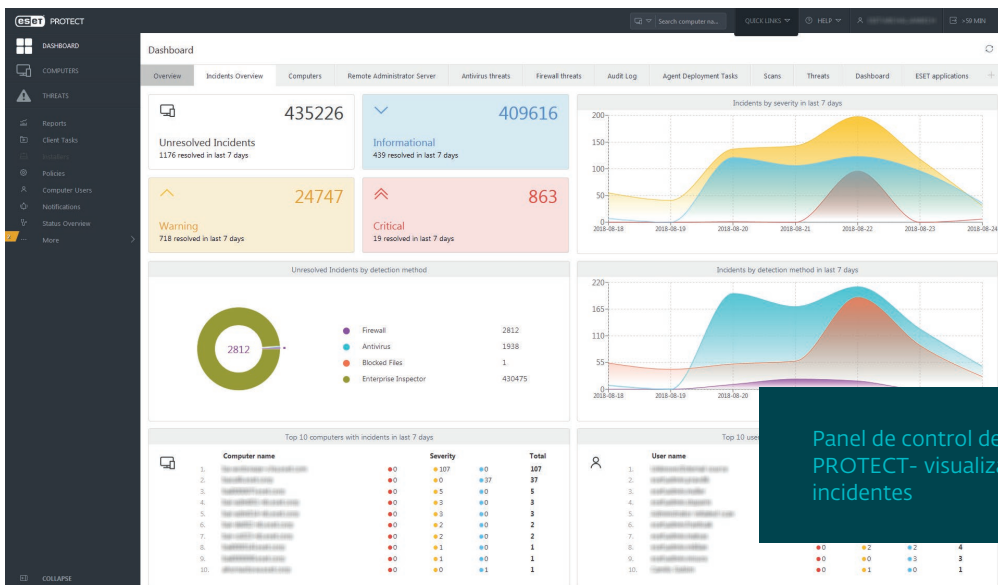 eset PROTECT
Search computer na...
QUICK LINKS
HELP
>59 MIN
DASHBOARD
COMPUTERS
THREATS
Reports
Client Tasks
Installers
Policies
Computer Users
Notifications
Status Overview
More
COLLAPSE
Dashboard
Overview
Incidents Overview
Computers
Remote Administrator Server
Antivirus threats
Firewall threats
Audit Log
Agent Deployment Tasks
Scans
Threats
Dashboard
ESET applications
435226
Unresolved Incidents
1176 resolved in last 7 days
409616
Informational
439 resolved in last 7 days
24747
Warning
718 resolved in last 7 days
863
Critical
19 resolved in last 7 days
Incidents by severity in last 7 days
200
150
100
50
0
2018-08-18 2018-08-19 2018-08-20 2018-08-21 2018-08-22 2018-08-23 2018-08-24
Unresolved Incidents by detection method
2812
Firewall 2812
Antivirus 1938
Blocked Files 1
Enterprise Inspector 430475
Incidents by detection method in last 7 days
220
165
110
55
0
2018-08-18 2018-08-19 2018-08-20
Top 10 computers with incidents in last 7 days
Computer name Severity Total
1. 0 107 0 107
2. 0 0 37 37
3. 0 5 0 5
4. 0 3 0 3
5. 0 3 0 3
6. 0 2 0 2
7. 0 2 0 2
8. 0 1 0 1
9. 0 1 0 1
10. 0 0 1 1
Top 10 use
User name
1.
2.
3.
4.
5.
6.
7.
8. 0 2 2 4
9. 0 0 3 3
10. 0 1 0 1
Panel de control de
PROTECT- visualiza
incidentes